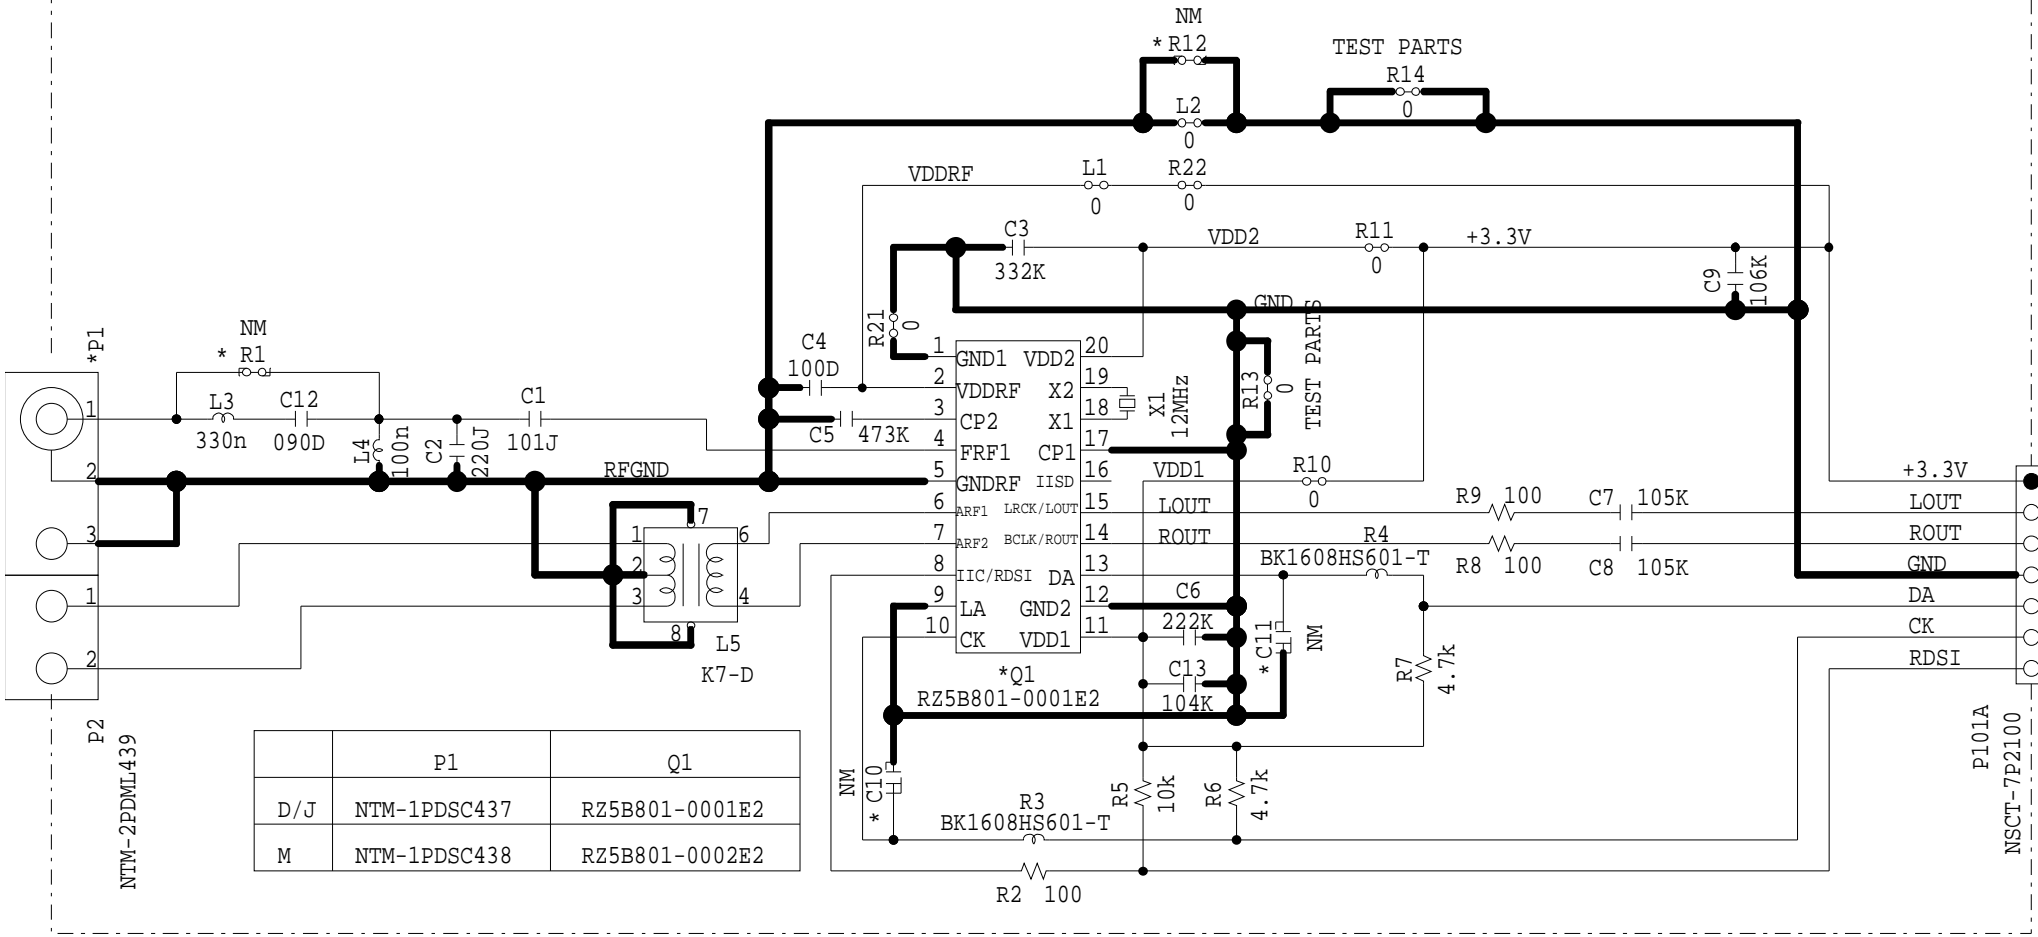 NM
* R12
TEST PARTS
R14
0
L2
0
VDDRF
L1
0
R22
0
C3
332K
VDD2
R11
0
+3.3V
C9
106K
GND
R21
0
*P1
NM
* R1
L3
330n
C12
090D
C1
101J
L4
100n
C2
220J
RFGND
C4
100D
C5
473K
1
2
3
1
2
1 GND1
2 VDDRF
3 CP2
4 FRF1
5 GNDRF
6 ARF1
7 ARF2
8 IIC/RDSI
9 LA
10 CK
VDD2 20
X2 19
X1 18
CP1 17
IISD 16
LRCK/LOUT 15
BCLK/ROUT 14
DA 13
GND2 12
VDD1 11
*Q1
RZ5B801-0001E2
X1
12MHz
R13
0
TEST PARTS
VDD1
R10
0
LOUT
ROUT
R9 100
C7 105K
R8 100
C8 105K
R4
BK1608HS601-T
C6
222K
C13
104K
* C11
NM
R7
4.7k
7
1
2
3
6
4
8
L5
K7-D
+3.3V
LOUT
ROUT
GND
DA
CK
RDSI
P101A
NSCT-7P2100
P2
NTM-2PDML439
P1 Q1
D/J NTM-1PDSC437 RZ5B801-0001E2
M NTM-1PDSC438 RZ5B801-0002E2
NM
* C10
R3
BK1608HS601-T
R5
10k
R6
4.7k
R2 100